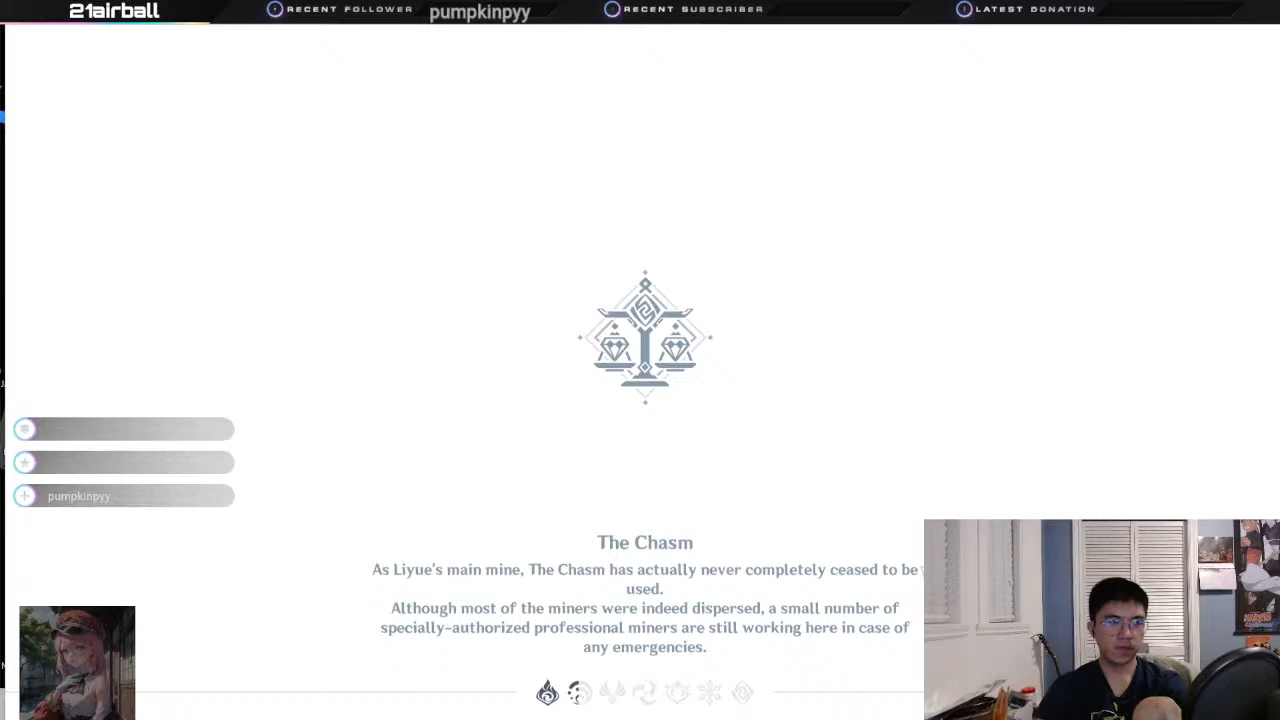 21airball
RECENT FOLLOWER
pumpkinpyy
RECENT SUBSCRIBER
LATEST DONATION
pumpkinpyy
The Chasm
As Liyue's main mine, The Chasm has actually never completely ceased to be
used.
Although most of the miners were indeed dispersed, a small number of
specially-authorized professional miners are still working here in case of
any emergencies.